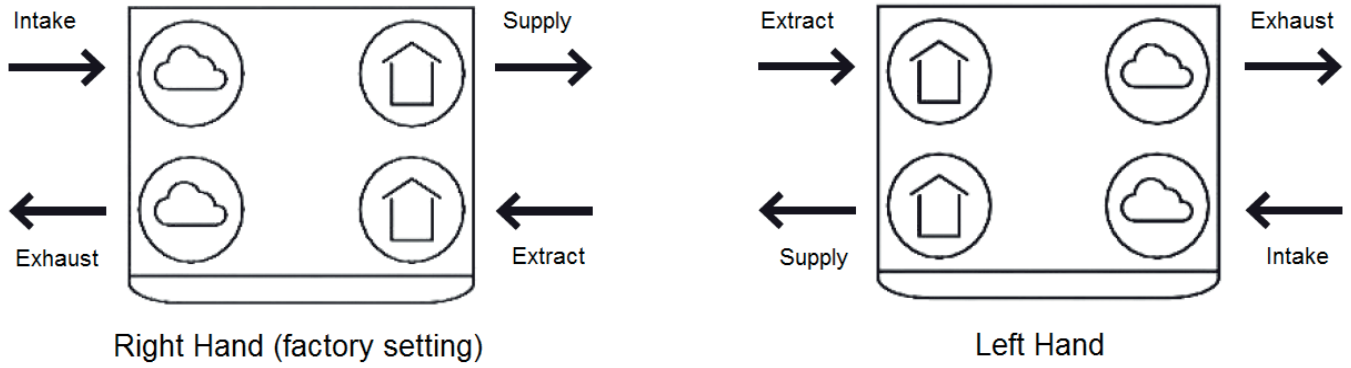 Intake
Supply
Exhaust
Extract
Right Hand (factory setting)
Extract
Exhaust
Supply
Intake
Left Hand